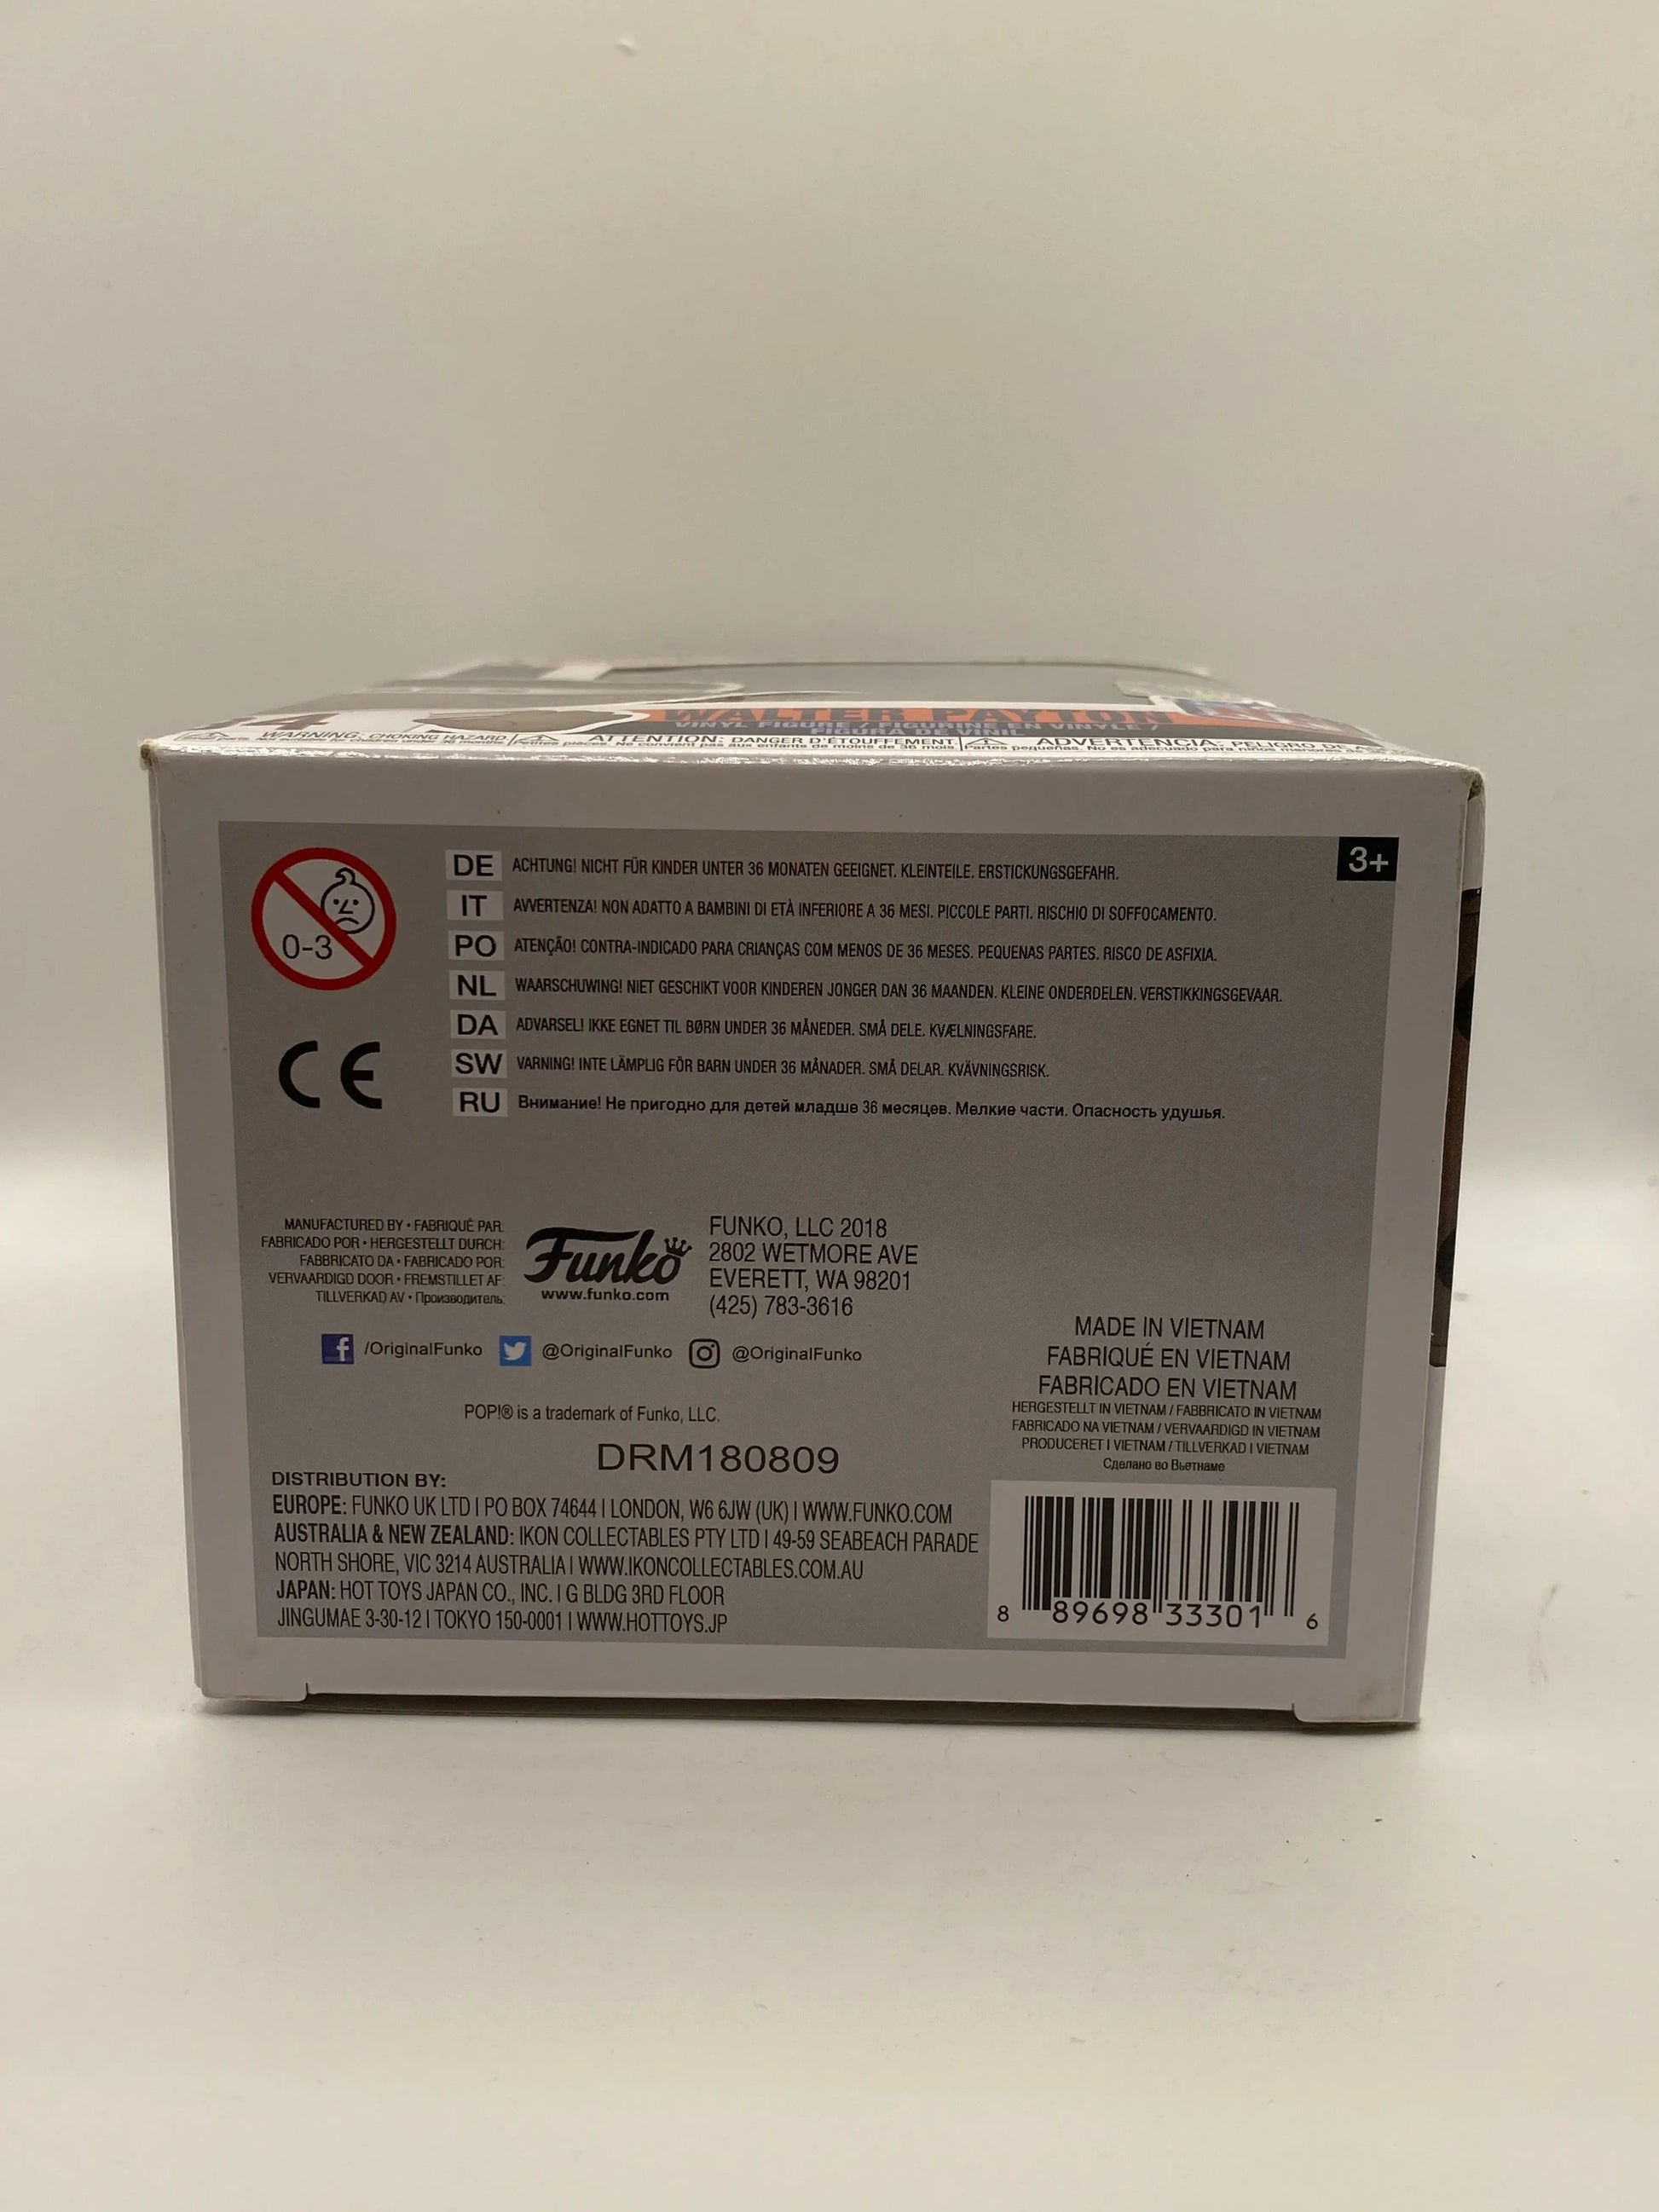 WALTER PAYTON
VINYL FIGURE / FIGURINE EN VINYLE /
FIGURA DE VINIL
WARNING: CHOKING HAZARD
ATTENTION: DANGER D'ÉTOUFFEMENT.
Petites pièces. Ne convient pas aux enfants de moins de 36 mois.
ADVERTENCIA: PELIGRO DE
3+
0-3
DE ACHTUNG! NICHT FÜR KINDER UNTER 36 MONATEN GEEIGNET. KLEINTEILE. ERSTICKUNGSGEFAHR.
IT AVVERTENZA! NON ADATTO A BAMBINI DI ETÀ INFERIORE A 36 MESI. PICCOLE PARTI. RISCHIO DI SOFFOCAMENTO.
PO ATENÇÃO! CONTRA-INDICADO PARA CRIANÇAS COM MENOS DE 36 MESES. PEQUENAS PARTES. RISCO DE ASFIXIA.
NL WAARSCHUWING! NIET GESCHIKT VOOR KINDEREN JONGER DAN 36 MAANDEN. KLEINE ONDERDELEN. VERSTIKKINGSGEVAAR.
DA ADVARSEL! IKKE EGNET TIL BØRN UNDER 36 MÅNEDER. SMÅ DELE. KVÆLNINGSFARE.
SW VARNING! INTE LÄMPLIG FÖR BARN UNDER 36 MÅNADER. SMÅ DELAR. KVÄVNINGSRISK.
RU Внимание! Не пригодно для детей младше 36 месяцев. Мелкие части. Опасность удушья.
CE
MANUFACTURED BY • FABRIQUÉ PAR:
FABRICADO POR • HERGESTELLT DURCH:
FABBRICATO DA • FABRICADO POR:
VERVAARDIGD DOOR • FREMSTILLET AF:
TILLVERKAD AV • Производитель:
Funko
www.funko.com
FUNKO, LLC 2018
2802 WETMORE AVE
EVERETT, WA 98201
(425) 783-3616
/OriginalFunko @OriginalFunko @OriginalFunko
POP!® is a trademark of Funko, LLC.
DRM180809
MADE IN VIETNAM
FABRIQUÉ EN VIETNAM
FABRICADO EN VIETNAM
HERGESTELLT IN VIETNAM / FABBRICATO IN VIETNAM
FABRICADO NA VIETNAM / VERVAARDIGD IN VIETNAM
PRODUCERET I VIETNAM / TILLVERKAD I VIETNAM
Сделано во Вьетнаме
DISTRIBUTION BY:
EUROPE: FUNKO UK LTD | PO BOX 74644 | LONDON, W6 6JW (UK) | WWW.FUNKO.COM
AUSTRALIA & NEW ZEALAND: IKON COLLECTABLES PTY LTD | 49-59 SEABEACH PARADE
NORTH SHORE, VIC 3214 AUSTRALIA | WWW.IKONCOLLECTABLES.COM.AU
JAPAN: HOT TOYS JAPAN CO., INC. | G BLDG 3RD FLOOR
JINGUMAE 3-30-12 | TOKYO 150-0001 | WWW.HOTTOYS.JP
8 89698 33301 6